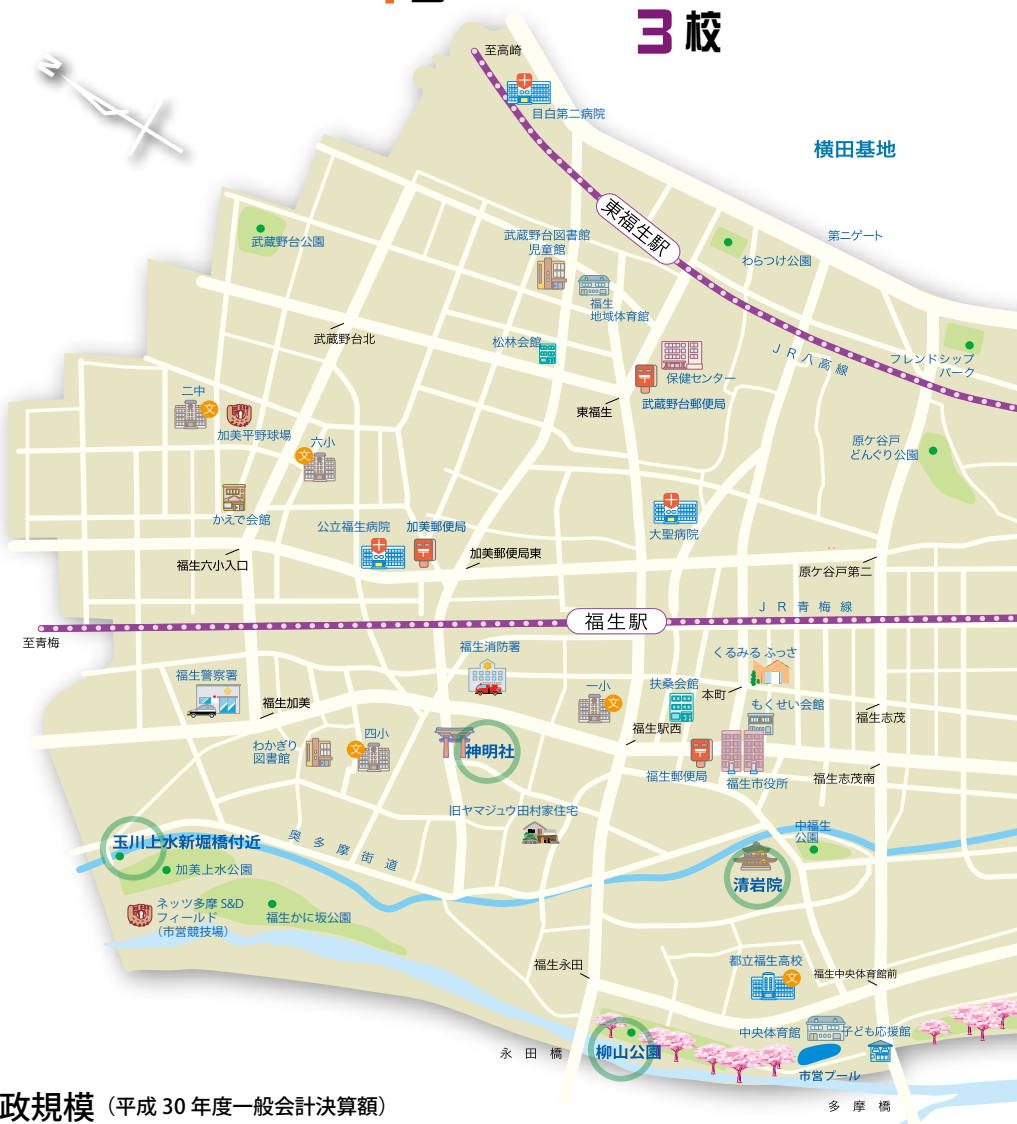 3校
至高崎
N
目白第二病院
横田基地
東福生駅
武蔵野台図書館
児童館
第二ゲート
武蔵野台公園
わらつけ公園
福生
地域体育館
武蔵野台北
松林会館
JR八高線
フレンドシップ
パーク
保健センター
二中
文
東福生
武蔵野台郵便局
加美平野球場
六小
文
原ケ谷戸
どんぐり公園
かえで会館
公立福生病院
加美郵便局
大聖病院
福生六小入口
加美郵便局東
原ケ谷戸第二
JR青梅線
福生駅
至青梅
福生消防署
くるみる ふっさ
福生警察署
一小
文
扶桑会館
本町
もくせい会館
福生加美
福生志茂
わかぎり
図書館
文
四小
神明社
福生駅西
福生郵便局
福生市役所
福生志茂南
旧ヤマジュウ田村家住宅
中福生
公園
玉川上水新堀橋付近
奥多摩街道
加美上水公園
清岩院
ネッツ多摩 S&D
フィールド
(市営競技場)
福生かに坂公園
福生永田
都立福生高校
文
福生中央体育館前
永田橋
柳山公園
中央体育館
子ども応援館
市営プール
多摩橋
政規模(平成 30 年度一般会計決算額)